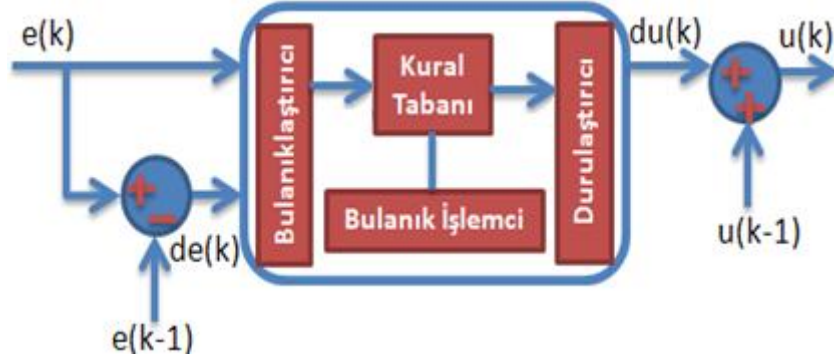 e(k)
du(k)
u(k)
Bulanıklaştırıcı
Kural
Tabanı
Durulaştırıcı
+
+
+
−
Bulanık İşlemci
de(k)
u(k-1)
e(k-1)